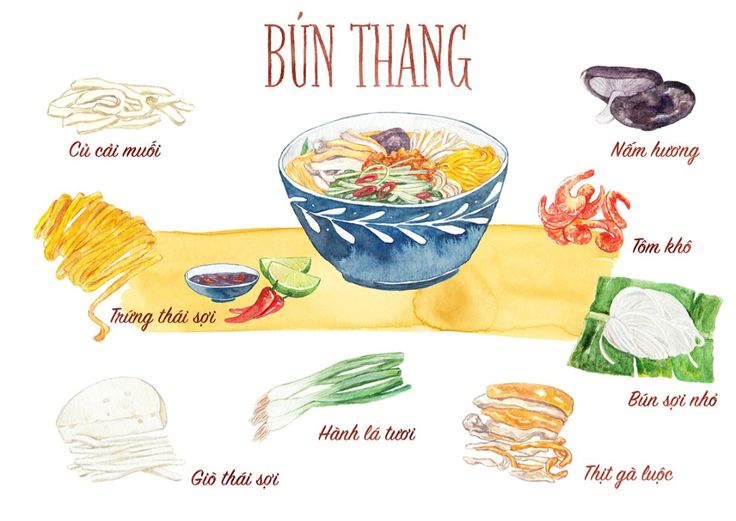 BÚN THANG
Củ cải muối
Nấm hương
Tôm khô
Trứng thái sợi
Bún sợi nhỏ
Hành lá tươi
Giò thái sợi
Thịt gà luộc